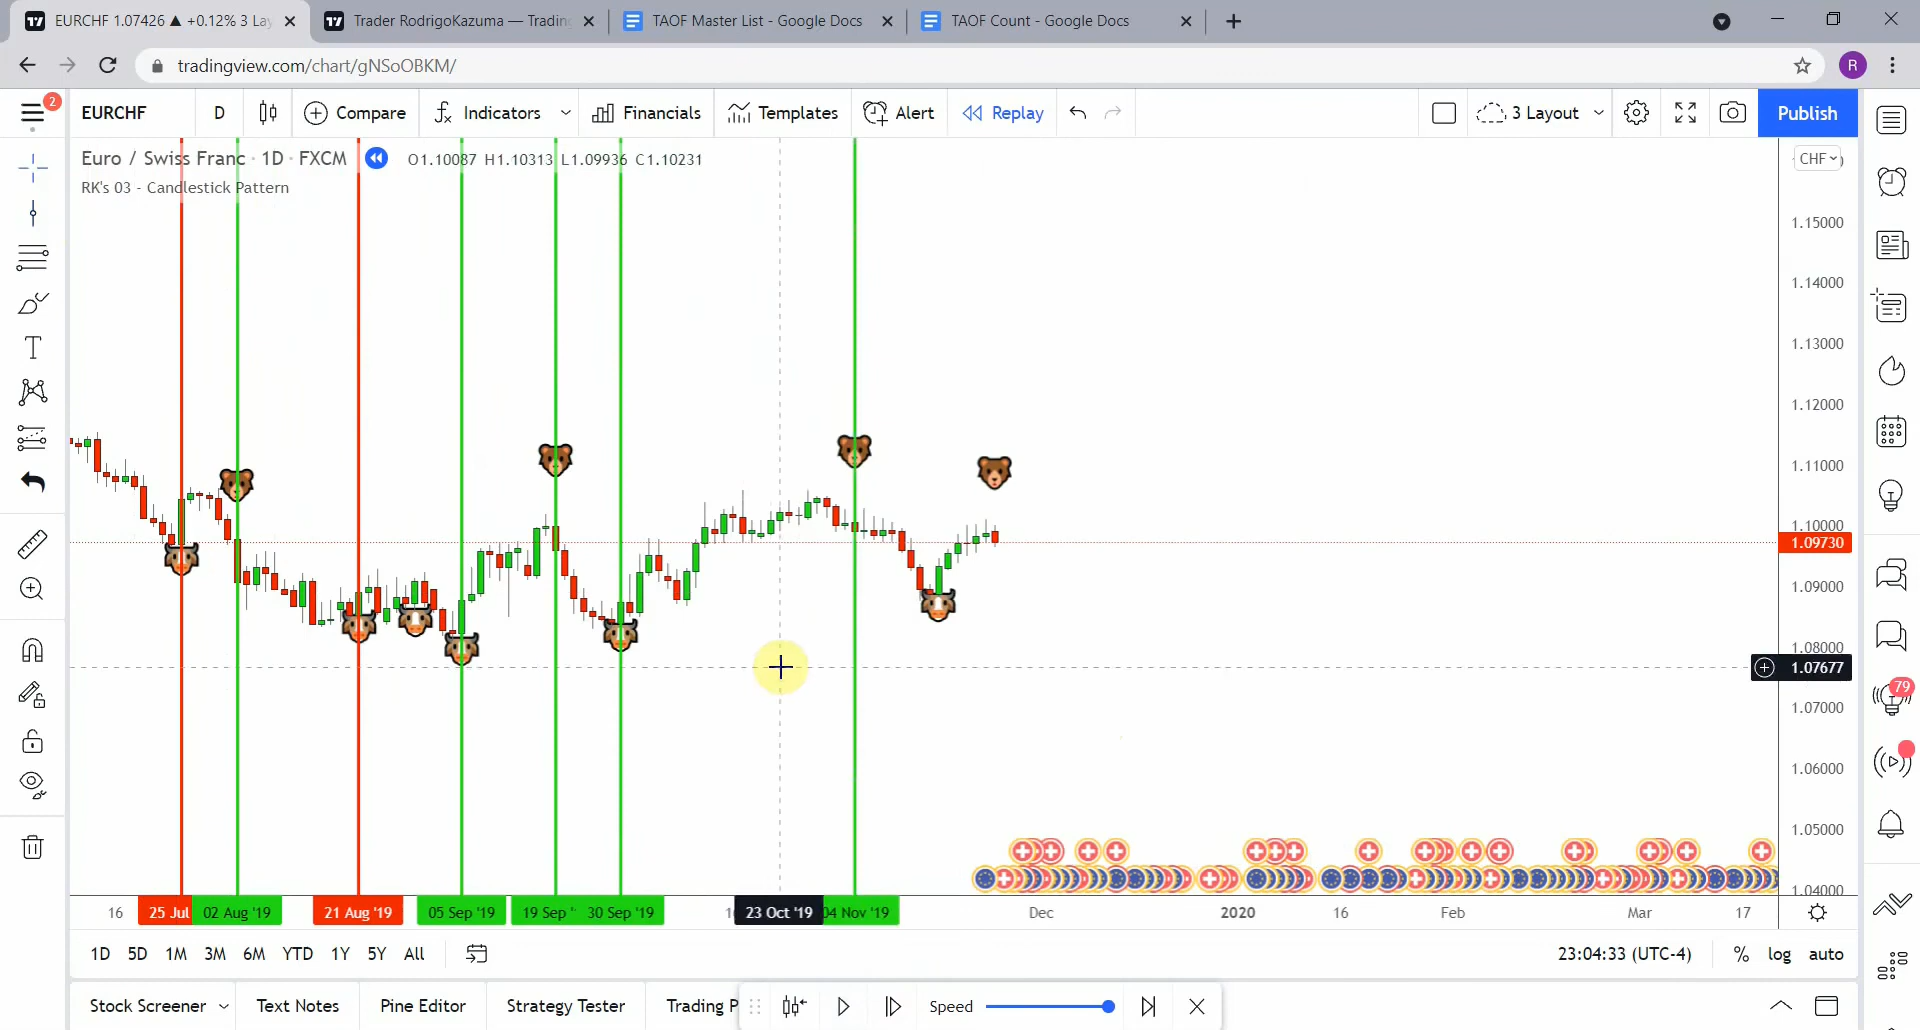 EURCHF 1.07426 ▲ +0.12% 3 La
Trader RodrigoKazuma — Trading
TAOF Master List - Google Docs
TAOF Count - Google Docs
tradingview.com/chart/gNSoOBKM/
R
2
EURCHF D Compare Indicators Financials Templates Alert Replay 3 Layout Publish
Euro / Swiss Franc · 1D · FXCM O1.10087 H1.10313 L1.09936 C1.10231
CHF
RK's 03 - Candlestick Pattern
1.15000
1.14000
1.13000
1.12000
1.11000
1.10000
1.09730
1.09000
1.08000
1.07677
1.07000
1.06000
1.05000
1.04000
79
16 25 Jul 02 Aug '19 21 Aug '19 05 Sep '19 19 Sep ' 30 Sep '19 23 Oct '19 04 Nov '19 Dec 2020 16 Feb Mar 17
1D 5D 1M 3M 6M YTD 1Y 5Y All 23:04:33 (UTC-4) % log auto
Stock Screener Text Notes Pine Editor Strategy Tester Trading P Speed